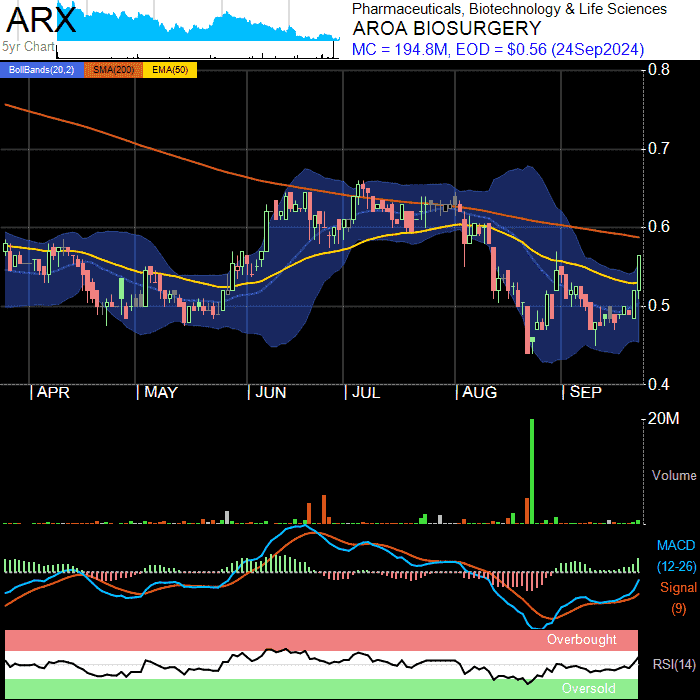 ARX
5yr Chart
Pharmaceuticals, Biotechnology & Life Sciences
AROA BIOSURGERY
MC = 194.8M, EOD = $0.56 (24Sep2024)
BollBands(20,2) SMA(200) EMA(50)
0.8
0.7
0.6
0.5
0.4
APR MAY JUN JUL AUG SEP
20M
Volume
MACD
(12-26)
Signal
(9)
Overbought
RSI(14)
Oversold